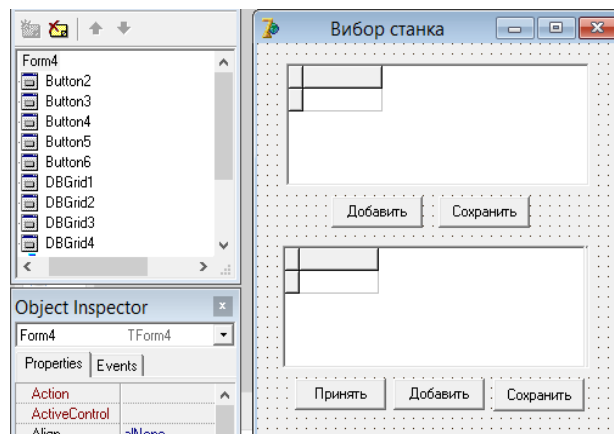 Form4
Button2
Button3
Button4
Button5
Button6
DBGrid1
DBGrid2
DBGrid3
DBGrid4
Object Inspector
Form4 TForm4
Properties Events
Action
ActiveControl
Align alNone
Вибор станка
Добавить Сохранить
Принять Добавить Сохранить